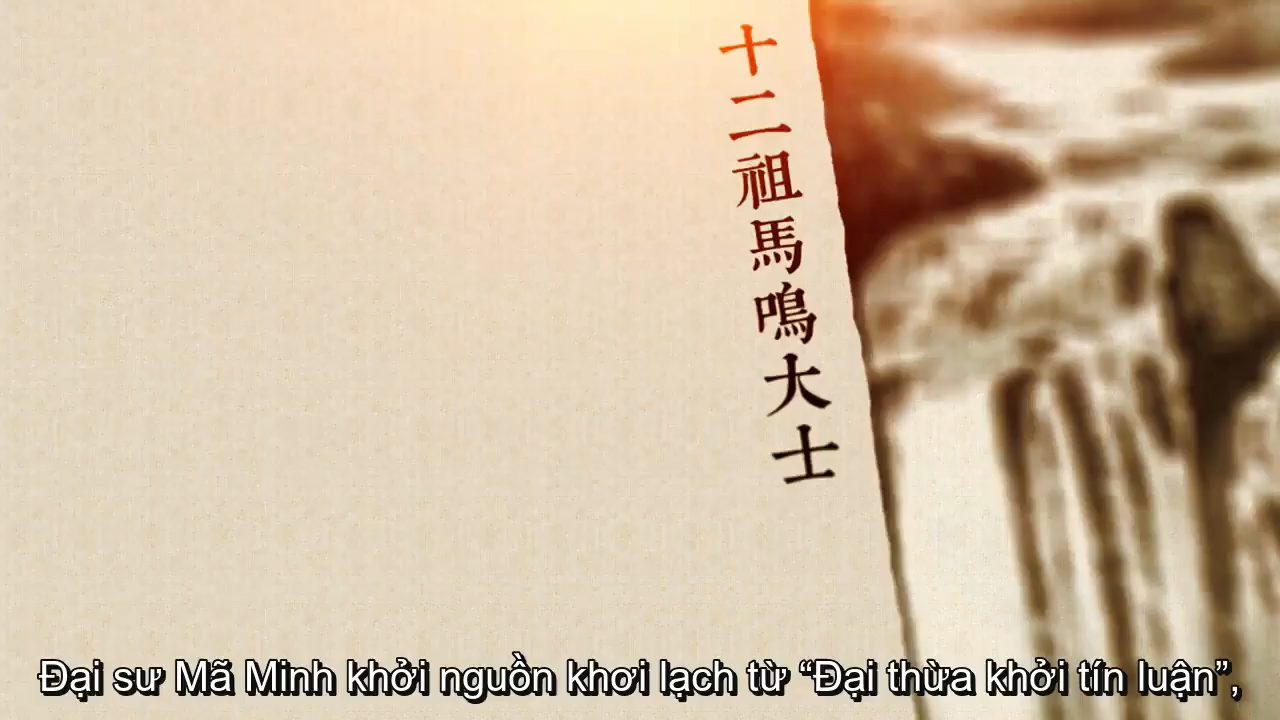 十二祖馬鳴大士
Đại sư Mã Minh khởi nguồn khơi lạch từ “Đại thừa khởi tín luận”,